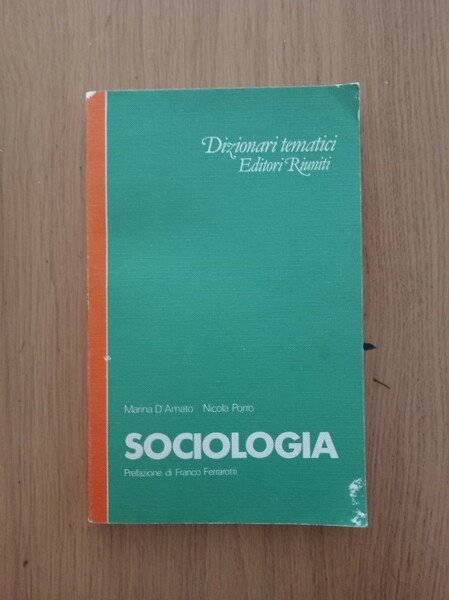 Dizionari tematici
Editori Riuniti
Marina D'Amato Nicola Porro
SOCIOLOGIA
Prefazione di Franco Ferrarotti